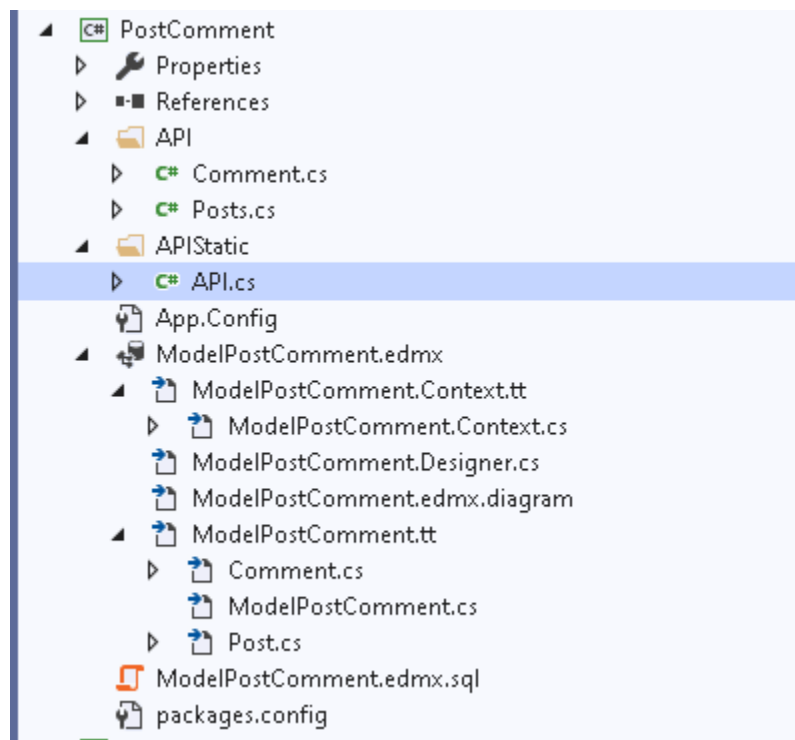 C# PostComment
Properties
References
API
C# Comment.cs
C# Posts.cs
APIStatic
C# API.cs
App.Config
ModelPostComment.edmx
ModelPostComment.Context.tt
ModelPostComment.Context.cs
ModelPostComment.Designer.cs
ModelPostComment.edmx.diagram
ModelPostComment.tt
Comment.cs
ModelPostComment.cs
Post.cs
ModelPostComment.edmx.sql
packages.config